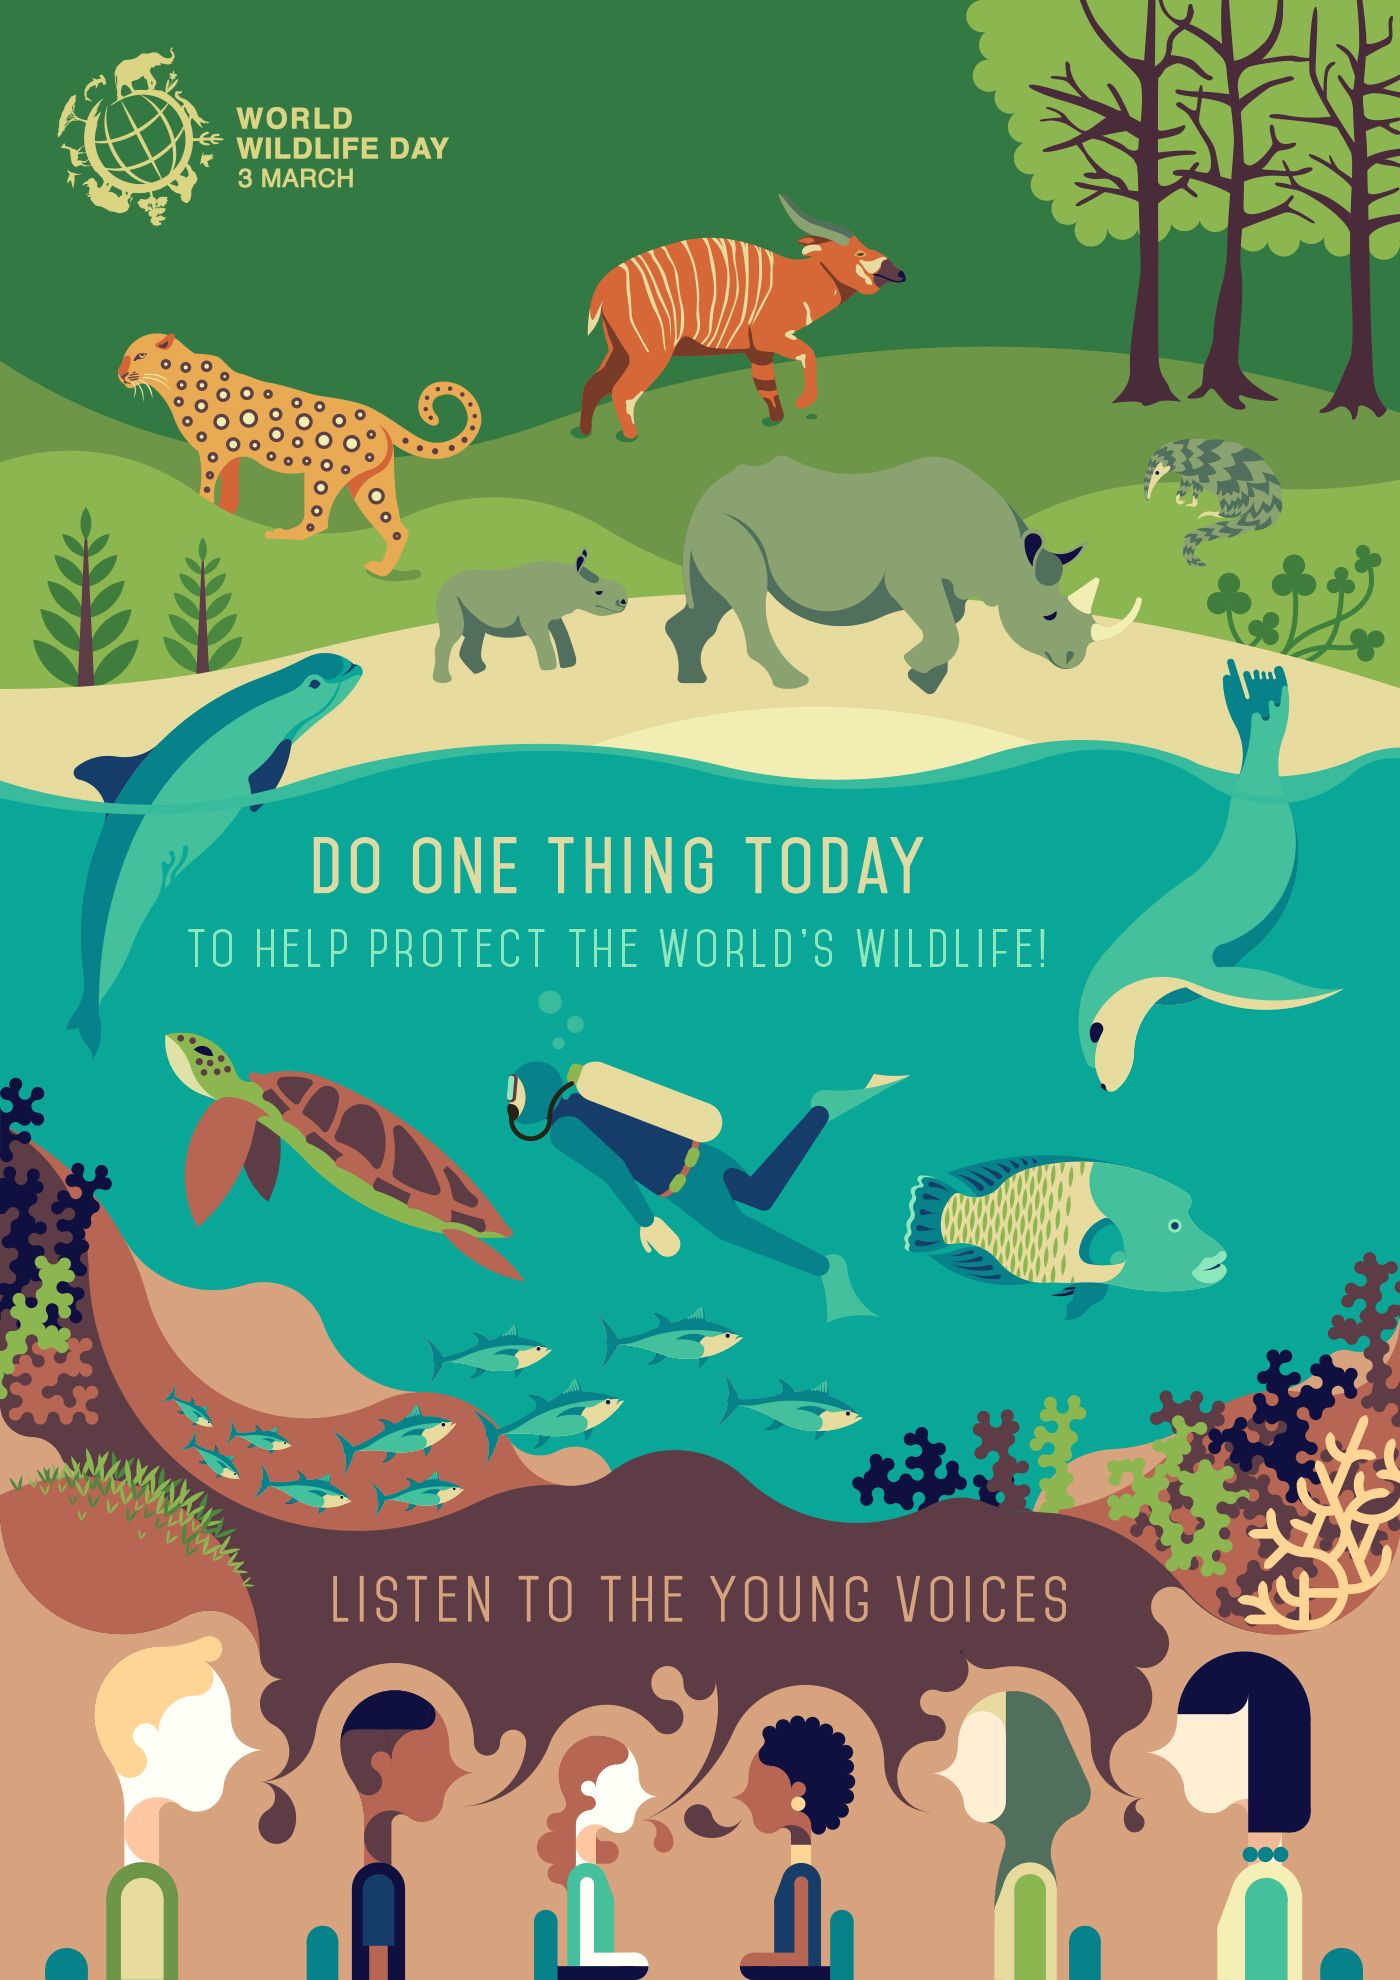 WORLD
WILDLIFE DAY
3 MARCH
DO ONE THING TODAY
TO HELP PROTECT THE WORLD'S WILDLIFE!
LISTEN TO THE YOUNG VOICES